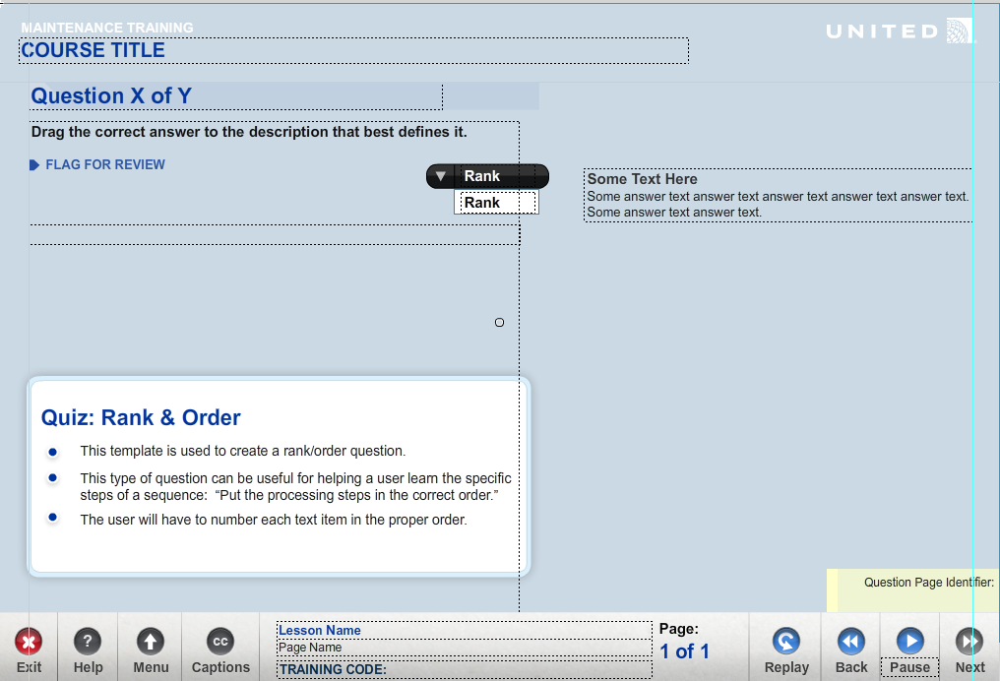 MAINTENANCE TRAINING
COURSE TITLE
UNITED
Question X of Y
Drag the correct answer to the description that best defines it.
FLAG FOR REVIEW
Rank
Rank
Some Text Here
Some answer text answer text answer text answer text answer text.
Some answer text answer text.
Quiz: Rank & Order
This template is used to create a rank/order question.
This type of question can be useful for helping a user learn the specific
steps of a sequence: “Put the processing steps in the correct order.”
The user will have to number each text item in the proper order.
Question Page Identifier:
Exit
?
Help
Menu
CC
Captions
Lesson Name
Page Name
TRAINING CODE:
Page:
1 of 1
Replay
Back
Pause
Next